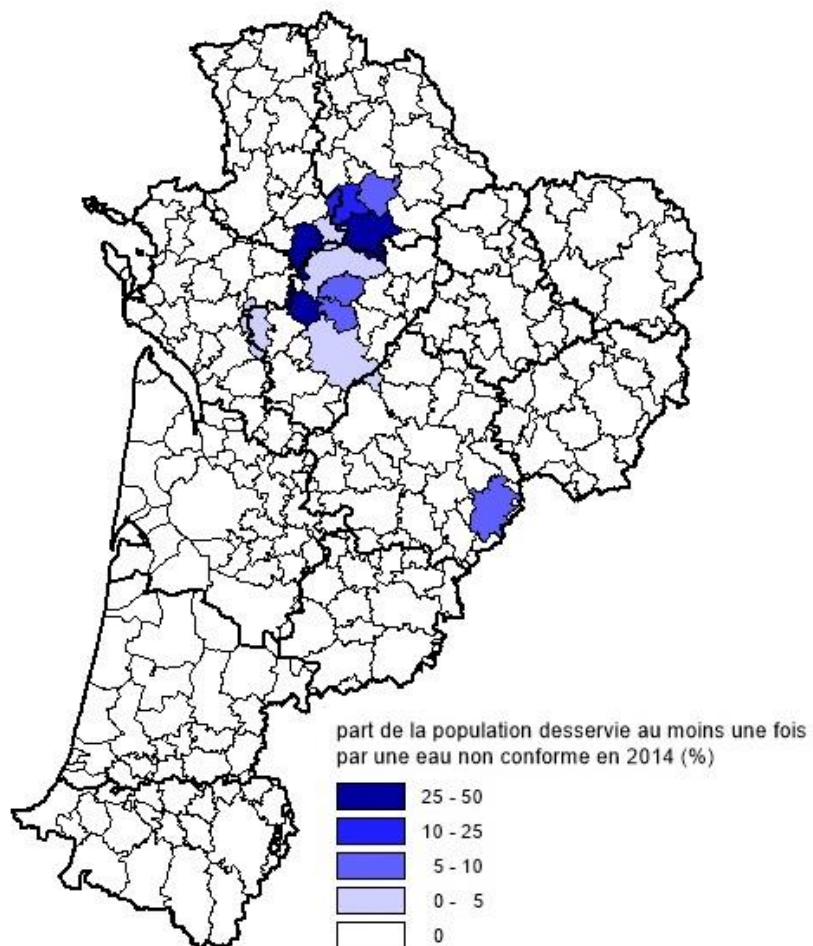 part de la population desservie au moins une fois
par une eau non conforme en 2014 (%)
25 - 50
10 - 25
5 - 10
0 - 5
0